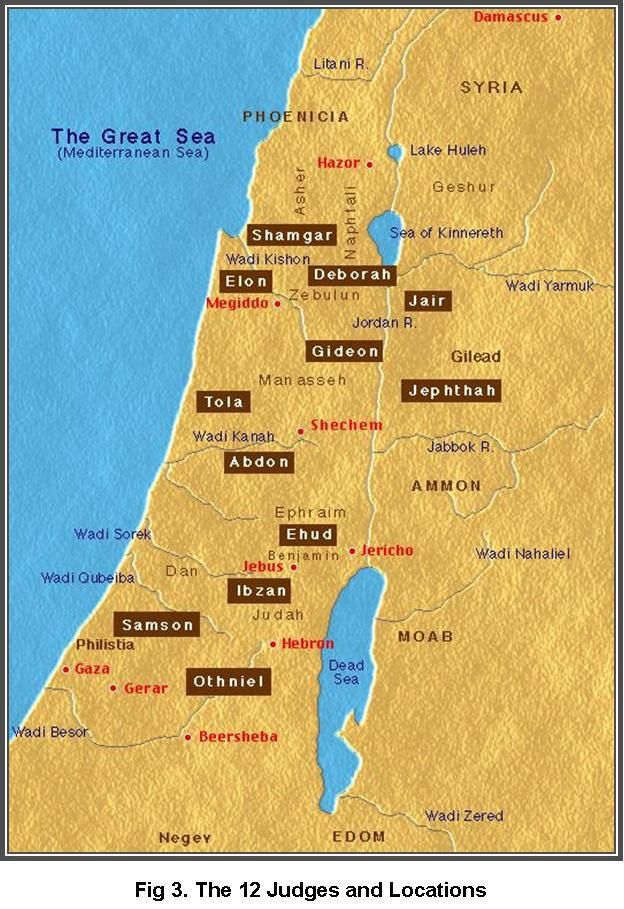 Damascus
Litani R.
SYRIA
PHOENICIA
The Great Sea
(Mediterranean Sea)
Lake Huleh
Hazor
Asher
Naphtali
Geshur
Shamgar
Sea of Kinnereth
Wadi Kishon
Deborah
Elon
Zebulun
Wadi Yarmuk
Megiddo
Jair
Jordan R.
Gideon
Gilead
Manasseh
Jephthah
Tola
Shechem
Wadi Kanah
Jabbok R.
Abdon
AMMON
Ephraim
Wadi Sorek
Ehud
Jericho
Benjamin
Wadi Nahaliel
Jebus
Dan
Wadi Qubeiba
Ibzan
Judah
Samson
MOAB
Philistia
Hebron
Gaza
Dead
Sea
Othniel
Gerar
Wadi Besor
Beersheba
Wadi Zered
Negev
EDOM
Fig 3. The 12 Judges and Locations